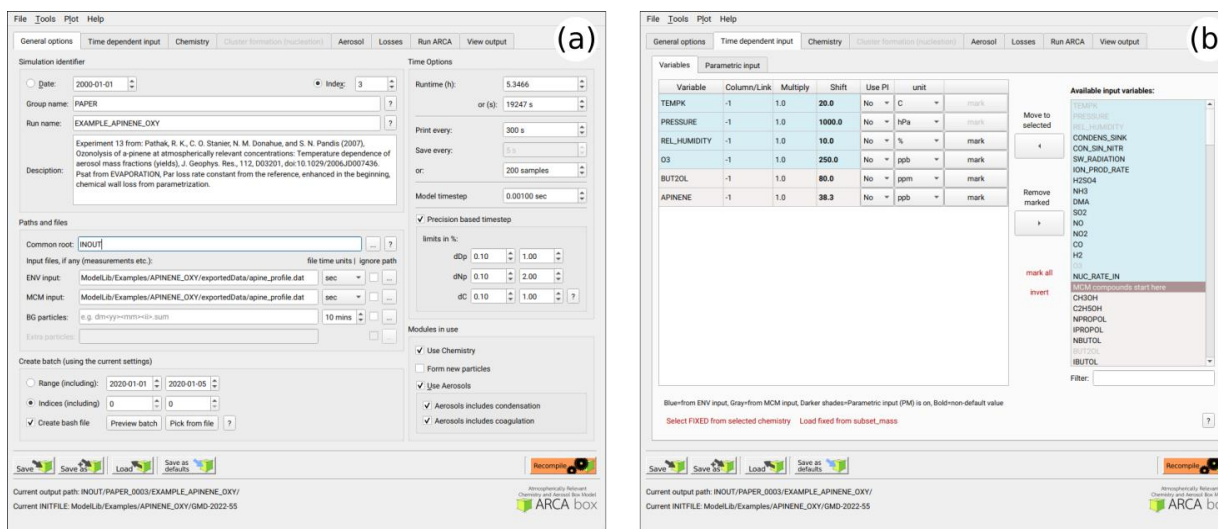 File Tools Plot Help
(a)
General options Time dependent input Chemistry Cluster formation (nucleation) Aerosol Losses Run ARCA View output
Simulation identifier
Date: 2000-01-01 Index: 3
Group name: PAPER ?
Run name: EXAMPLE_APINENE_OXY ?
Desciption:
Experiment 13 from: Pathak, R. K., C. O. Stanier, N. M. Donahue, and S. N. Pandis (2007),
Ozonolysis of a-pinene at atmospherically relevant concentrations: Temperature dependence of
aerosol mass fractions (yields), J. Geophys. Res., 112, D03201, doi:10.1029/2006JD007436.
Psat from EVAPORATION, Par loss rate constant from the reference, enhanced in the beginning,
chemical wall loss from parametrization.
Paths and files
Common root: INOUT ... ?
Input files, if any (measurements etc.): file time units | ignore path
ENV input: ModelLib/Examples/APINENE_OXY/exportedData/apine_profile.dat sec ...
MCM input: ModelLib/Examples/APINENE_OXY/exportedData/apine_profile.dat sec ...
BG particles: e.g. dm<yy><mm><ii>.sum 10 mins ...
Extra particles: ...
Create batch (using the current settings)
Range (including): 2020-01-01 2020-01-05
Indices (including) 0 0
Create bash file Preview batch Pick from file ?
Time Options
Runtime (h): 5.3466
or (s): 19247 s
Print every: 300 s
Save every: 5 s
or: 200 samples
Model timestep 0.00100 sec
Precision based timestep
limits in %:
dDp 0.10 1.00
dNp 0.10 2.00
dC 0.10 1.00 ?
Modules in use
Use Chemistry
Form new particles
Use Aerosols
Aerosols includes condensation
Aerosols includes coagulation
Save Save as Load Save as defaults Recompile
Current output path: INOUT/PAPER_0003/EXAMPLE_APINENE_OXY/
Current INITFILE: ModelLib/Examples/APINENE_OXY/GMD-2022-55
Atmospherically Relevant
Chemistry and Aerosol Box Model
ARCA box
File Tools Plot Help
(b
General options Time dependent input Chemistry Cluster formation (nucleation) Aerosol Losses Run ARCA View output
Variables Parametric input
Variable Column/Link Multiply Shift Use PI unit
TEMPK -1 1.0 20.0 No C mark
PRESSURE -1 1.0 1000.0 No hPa mark
REL_HUMIDITY -1 1.0 10.0 No % mark
O3 -1 1.0 250.0 No ppb mark
BUT2OL -1 1.0 80.0 No ppm mark
APINENE -1 1.0 38.3 No ppb mark
Move to
selected
Remove
marked
mark all
invert
Available input variables:
TEMPK
PRESSURE
REL_HUMIDITY
CONDENS_SINK
CON_SIN_NITR
SW_RADIATION
ION_PROD_RATE
H2SO4
NH3
DMA
SO2
NO
NO2
CO
H2
O3
NUC_RATE_IN
MCM compounds start here
CH3OH
C2H5OH
NPROPOL
IPROPOL
NBUTOL
BUT2OL
IBUTOL
Filter:
Blue=from ENV input, Gray=from MCM input, Darker shades=Parametric input (PM) is on, Bold=non-default value
Select FIXED from selected chemistry Load fixed from subset_mass ?
Save Save as Load Save as defaults Recompile
Current output path: INOUT/PAPER_0003/EXAMPLE_APINENE_OXY/
Current INITFILE: ModelLib/Examples/APINENE_OXY/GMD-2022-55
Atmospherically Relevant
Chemistry and Aerosol Box Mod
ARCA bo